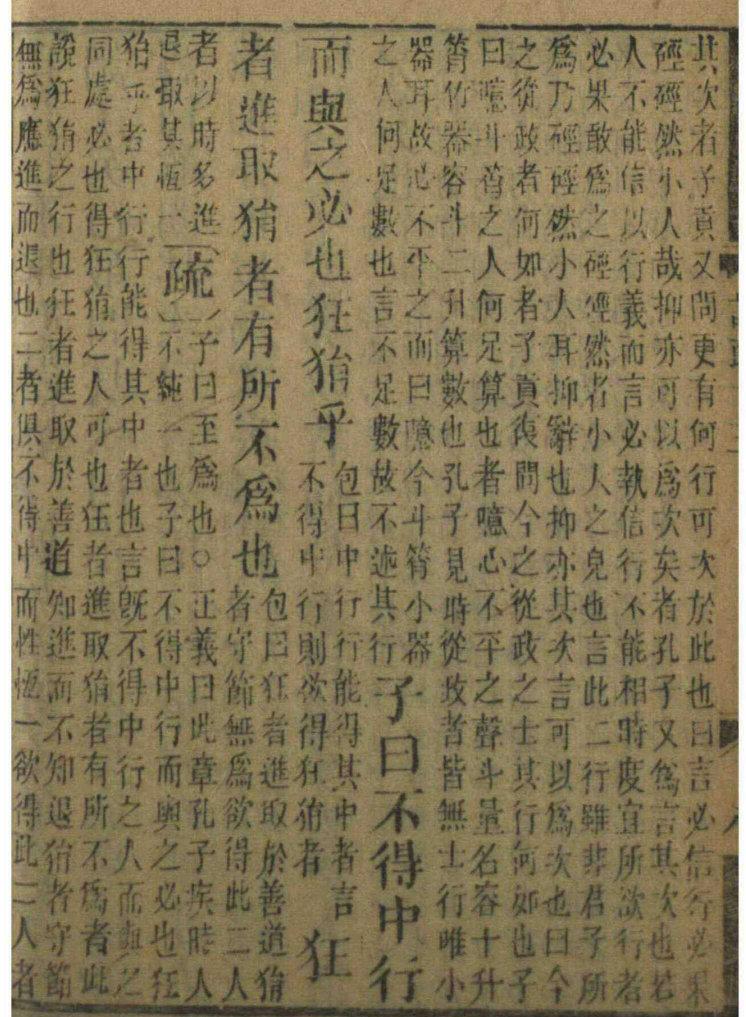 其次者子貢又問更有何行可次於此也曰言必信行必果
硜硜然小人哉抑亦可以爲次矣者孔子又爲言其次也若
人不能信以行義而言必執信行不能相時度宜所欲行者
必果敢爲之硜硜然者小人之皃也言此二行雖非君子所
爲乃硜硜然小人耳抑辭也抑亦其次言可以爲次也曰今
之從政者何如者子貢復問今之從政之士其行何如也子
曰噫斗筲之人何足算也者噫心不平之聲斗量名容十升
筲竹器容斗二升算數也孔子見時從政者皆無士行唯小
器耳故心不平之而曰噫今斗筲小器
之人何足數也言不足數故不述其行
子曰不得中行
而與之必也狂狷乎
包曰中行行能得其中者言
不得中行則欲得狂狷者
狂
者進取狷者有所不爲也
包曰狂者進取於善道狷
者守節無爲欲得此二人
者以時多進
退取其恆一
〔疏〕
子曰至爲也○正義曰此章孔子疾時人
不純一也子曰不得中行而與之必也狂
狷乎者中行行能得其中者也言旣不得中行之人而與之
同處必也得狂狷之人可也狂者進取狷者有所不爲者此
說狂狷之行也狂者進取於善道知進而不知退狷者守節
無爲應進而退也二者俱不得中而性恆一欲得此二人者